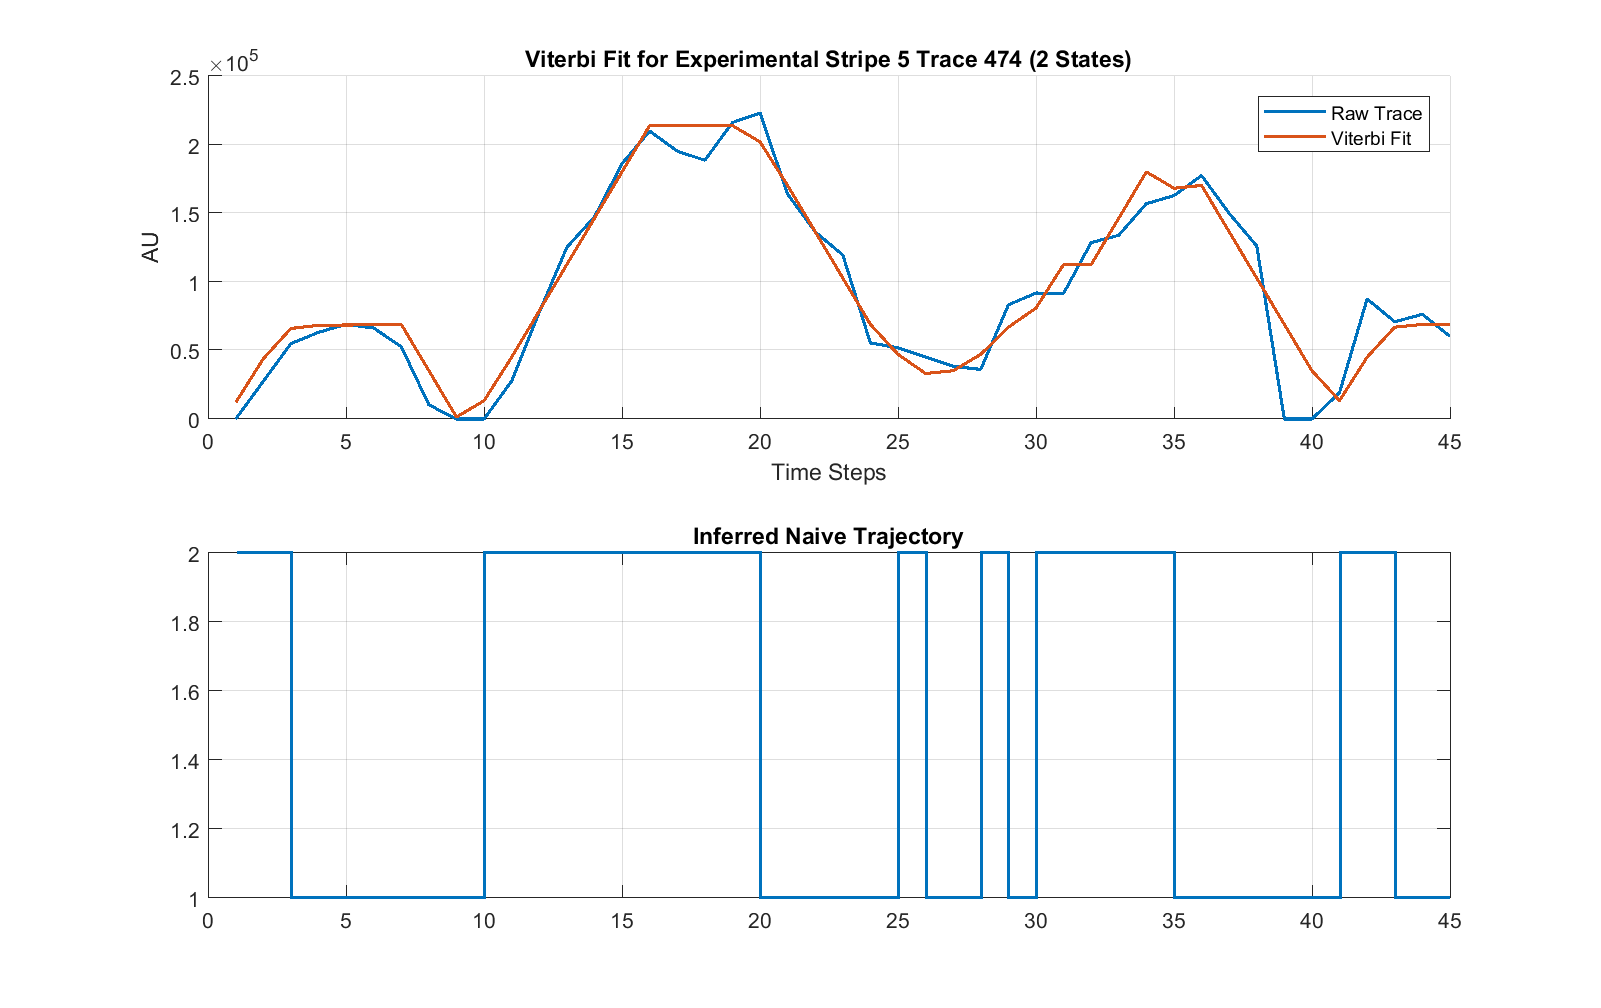 Viterbi Fit for Experimental Stripe 5 Trace 474 (2 States)
×10^5
2.5
2
1.5
1
0.5
0
AU
Raw Trace
Viterbi Fit
0 5 10 15 20 25 30 35 40 45
Time Steps
Inferred Naive Trajectory
2
1.8
1.6
1.4
1.2
1
0 5 10 15 20 25 30 35 40 45